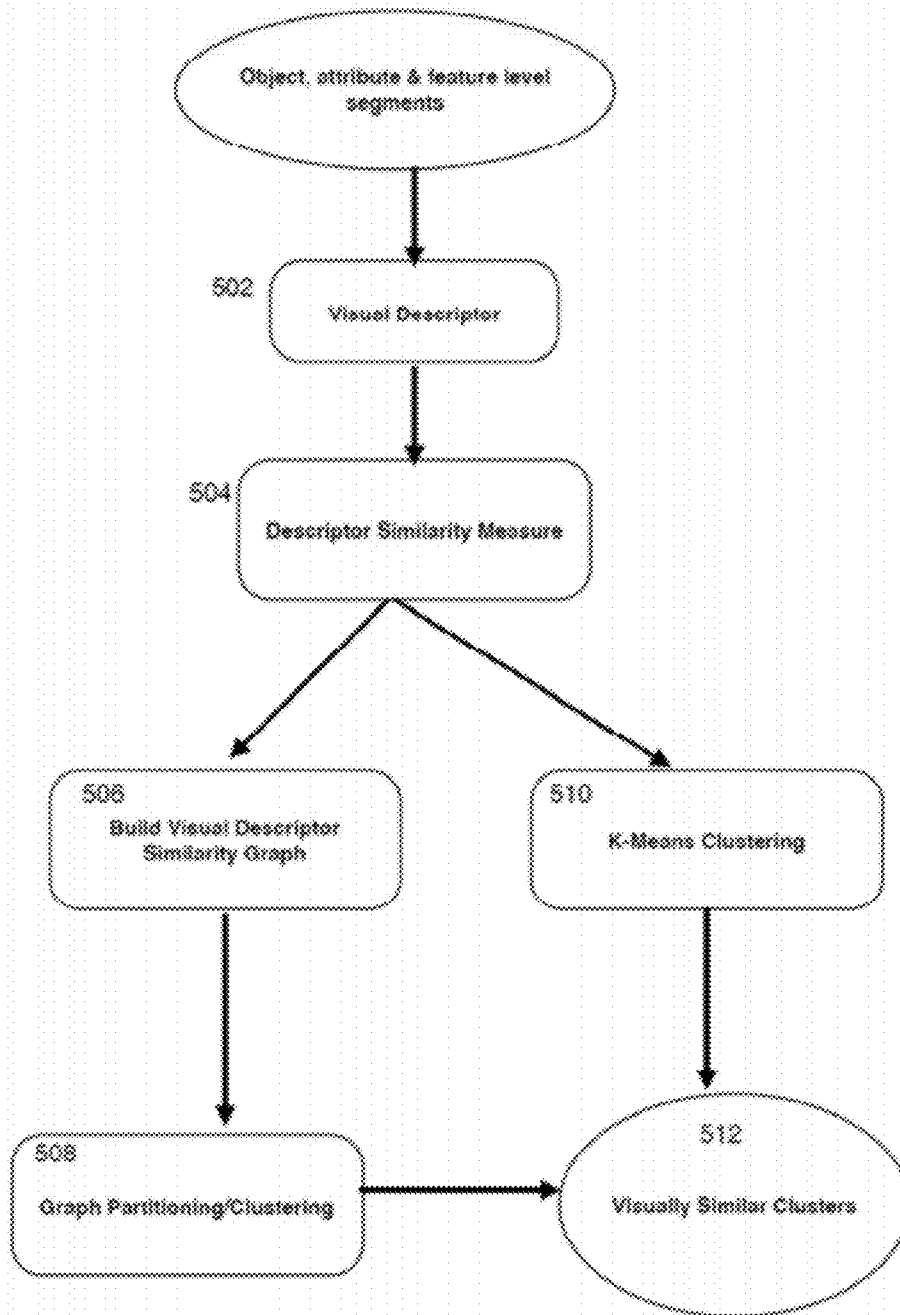 Object, attribute & feature level
segments
502
Visual Descriptor
504
Descriptor Similarity Measure
506
Build Visual Descriptor
Similarity Graph
510
K-Means Clustering
508
Graph Partitioning/Clustering
512
Visually Similar Clusters